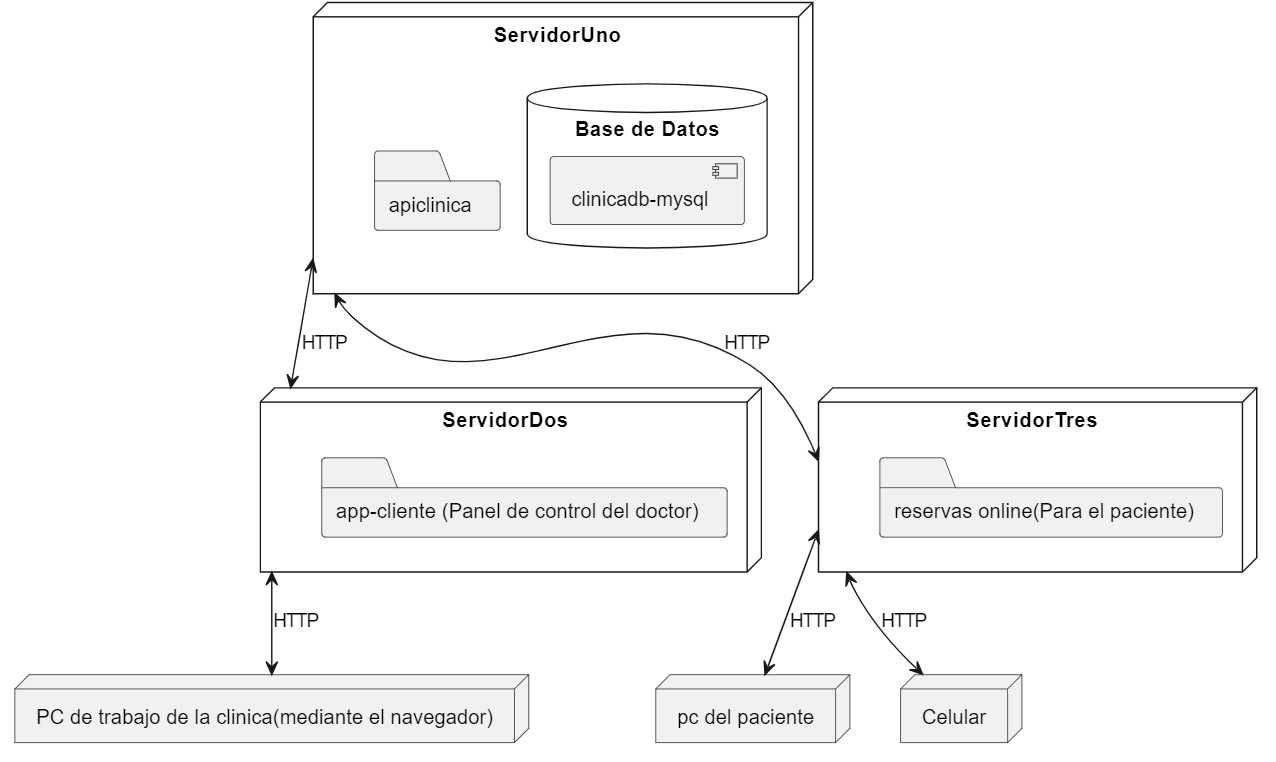 ServidorUno
Base de Datos
apiclinica
clinicadb-mysql
HTTP
HTTP
ServidorDos
ServidorTres
app-cliente (Panel de control del doctor)
reservas online(Para el paciente)
HTTP
HTTP
HTTP
PC de trabajo de la clinica(mediante el navegador)
pc del paciente
Celular